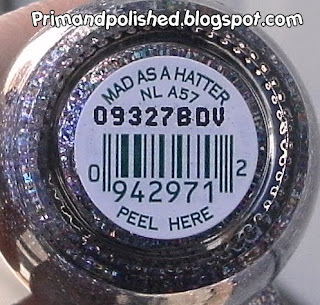 Primandpolished.blogspot.com
MAD AS A HATTER
NL A57
09327BDV
0 942971 2
PEEL HERE